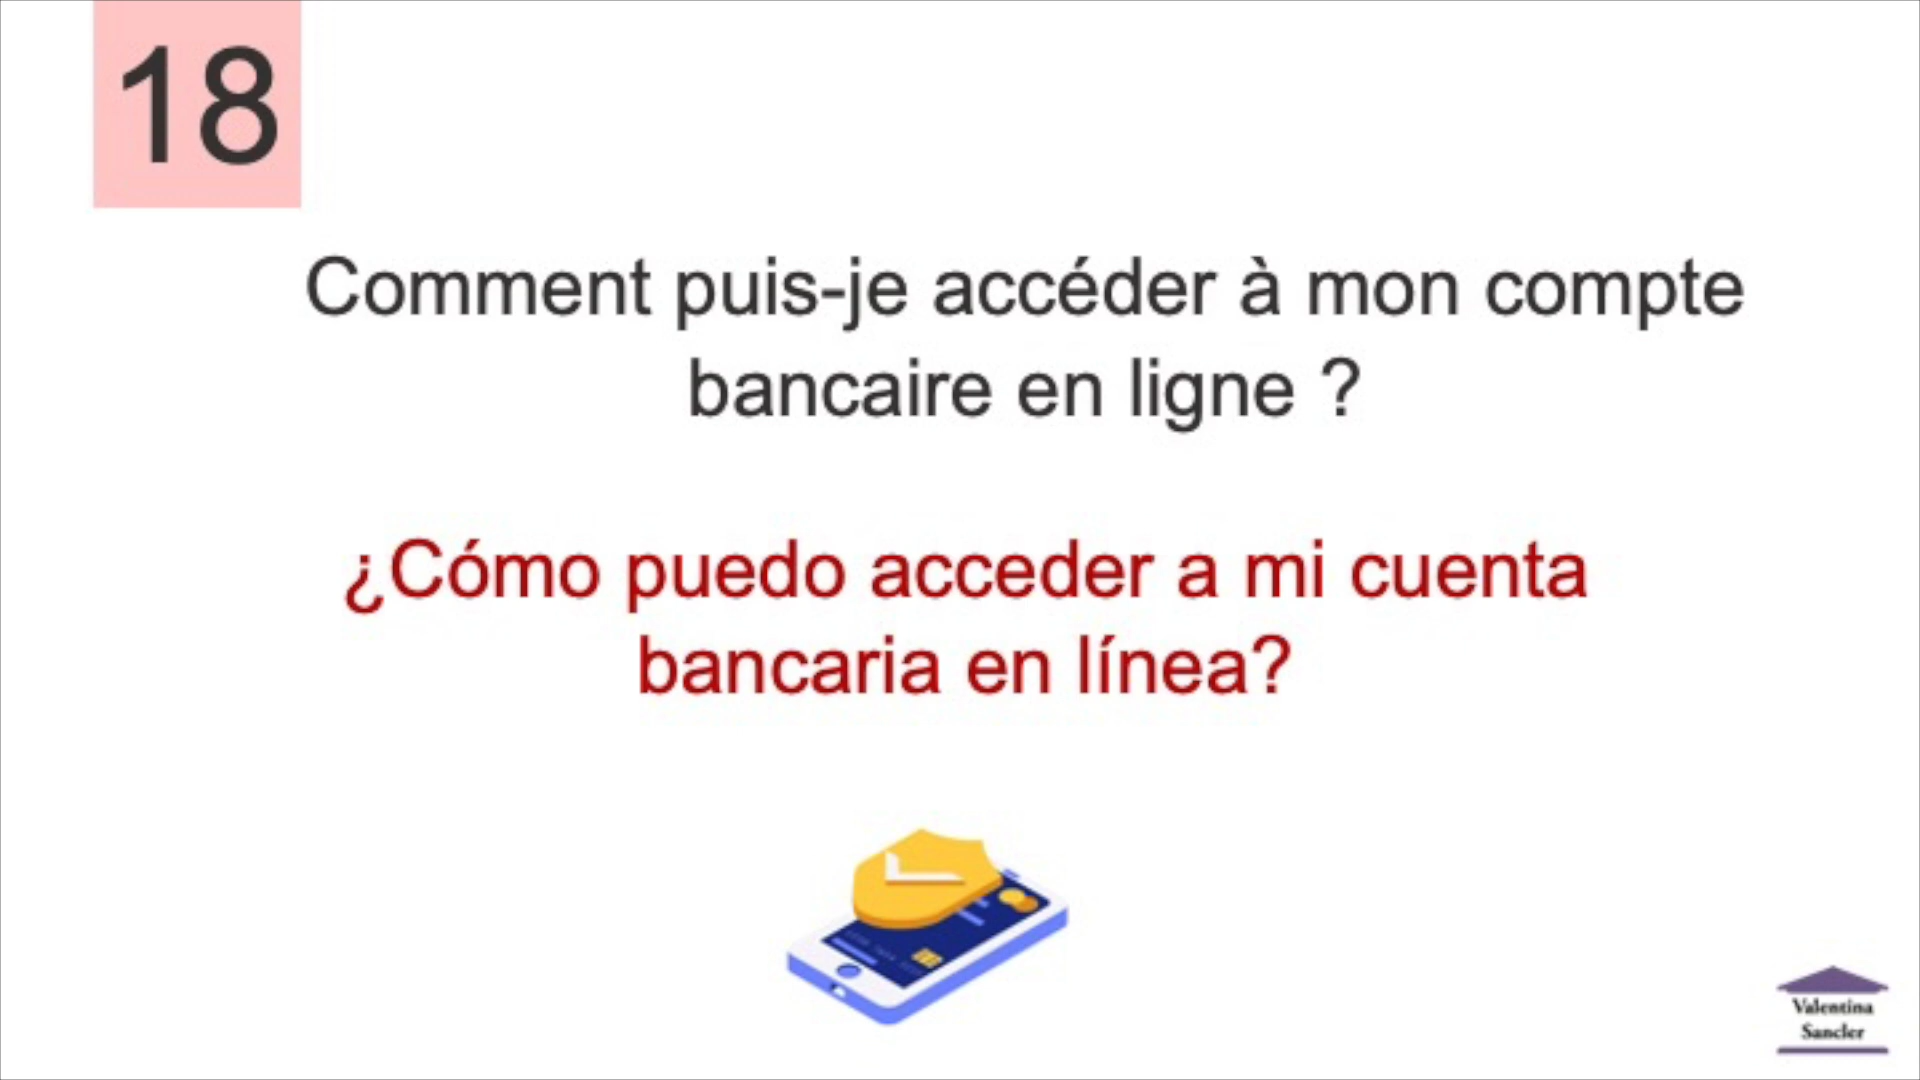 18
Comment puis-je accéder à mon compte
bancaire en ligne ?
¿Cómo puedo acceder a mi cuenta
bancaria en línea?
Valentina
Sancler